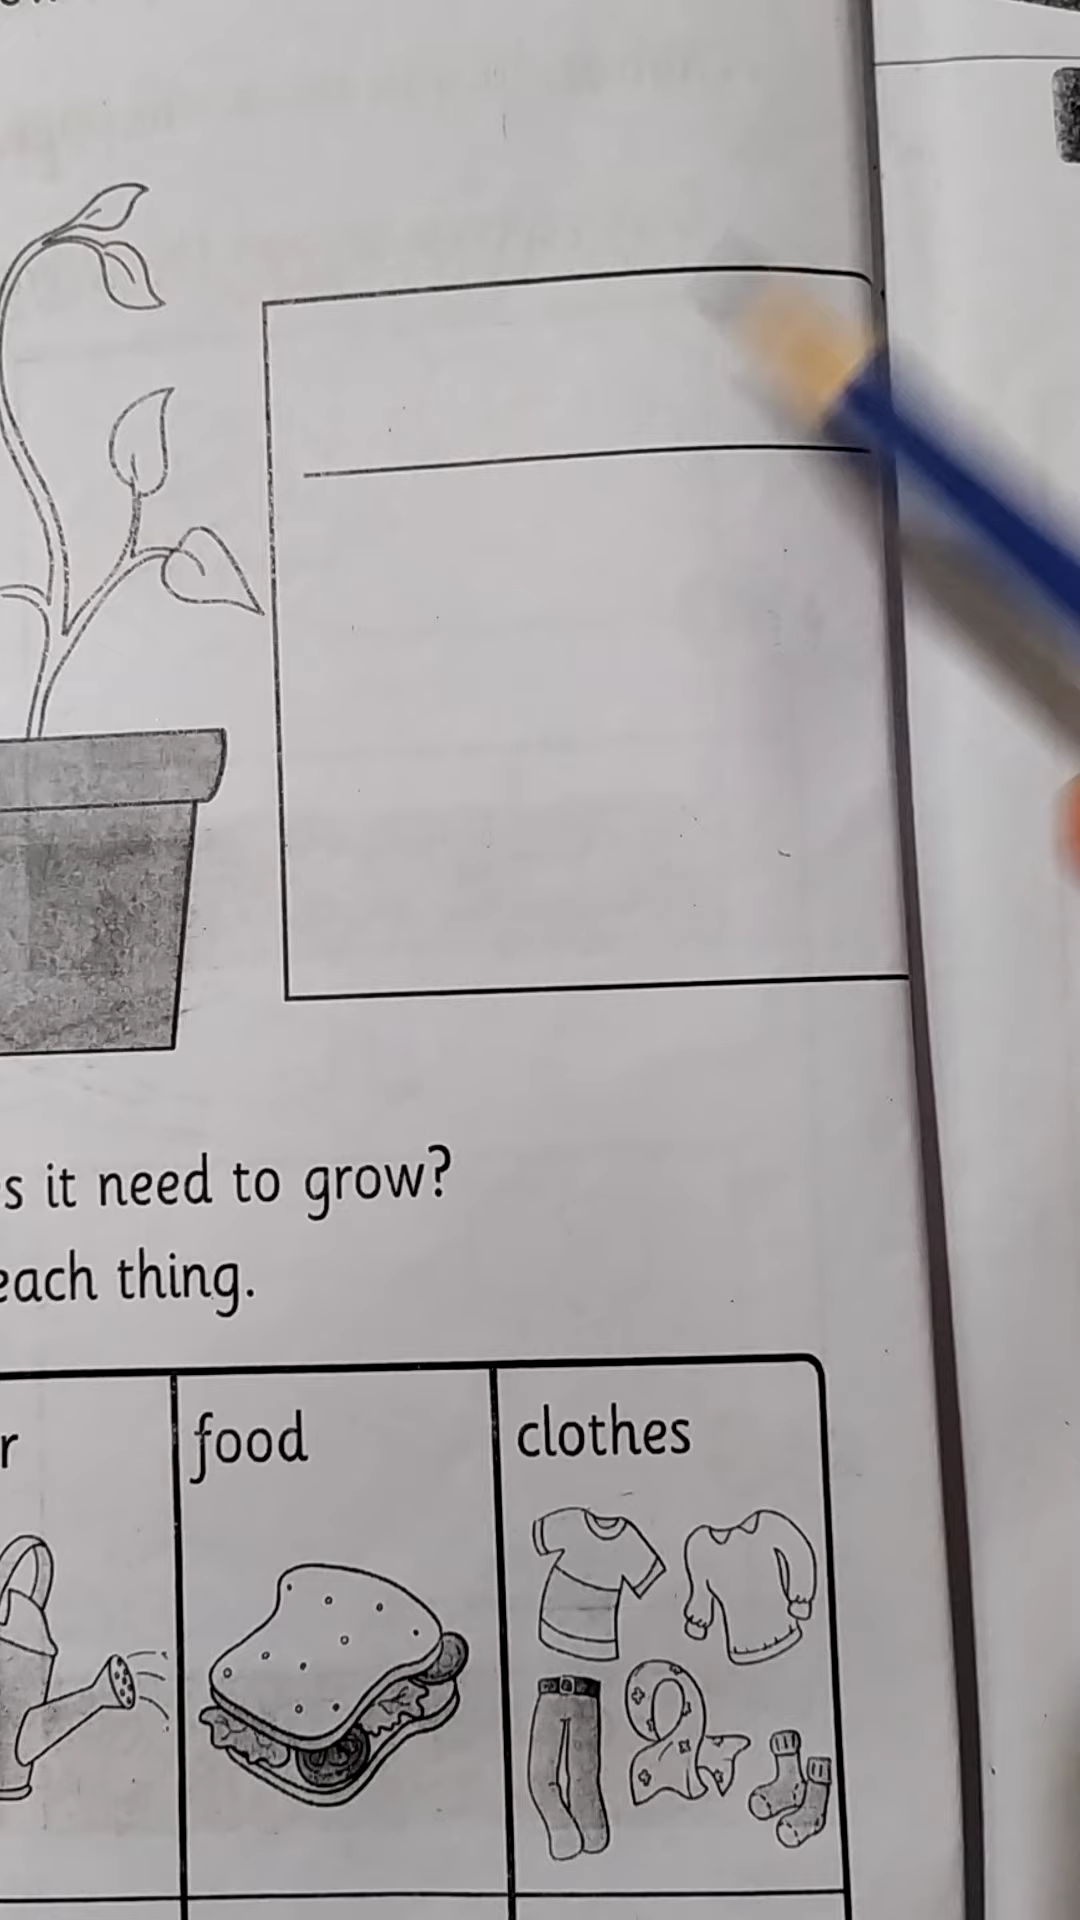 s it need to grow?
each thing.
r
food
clothes